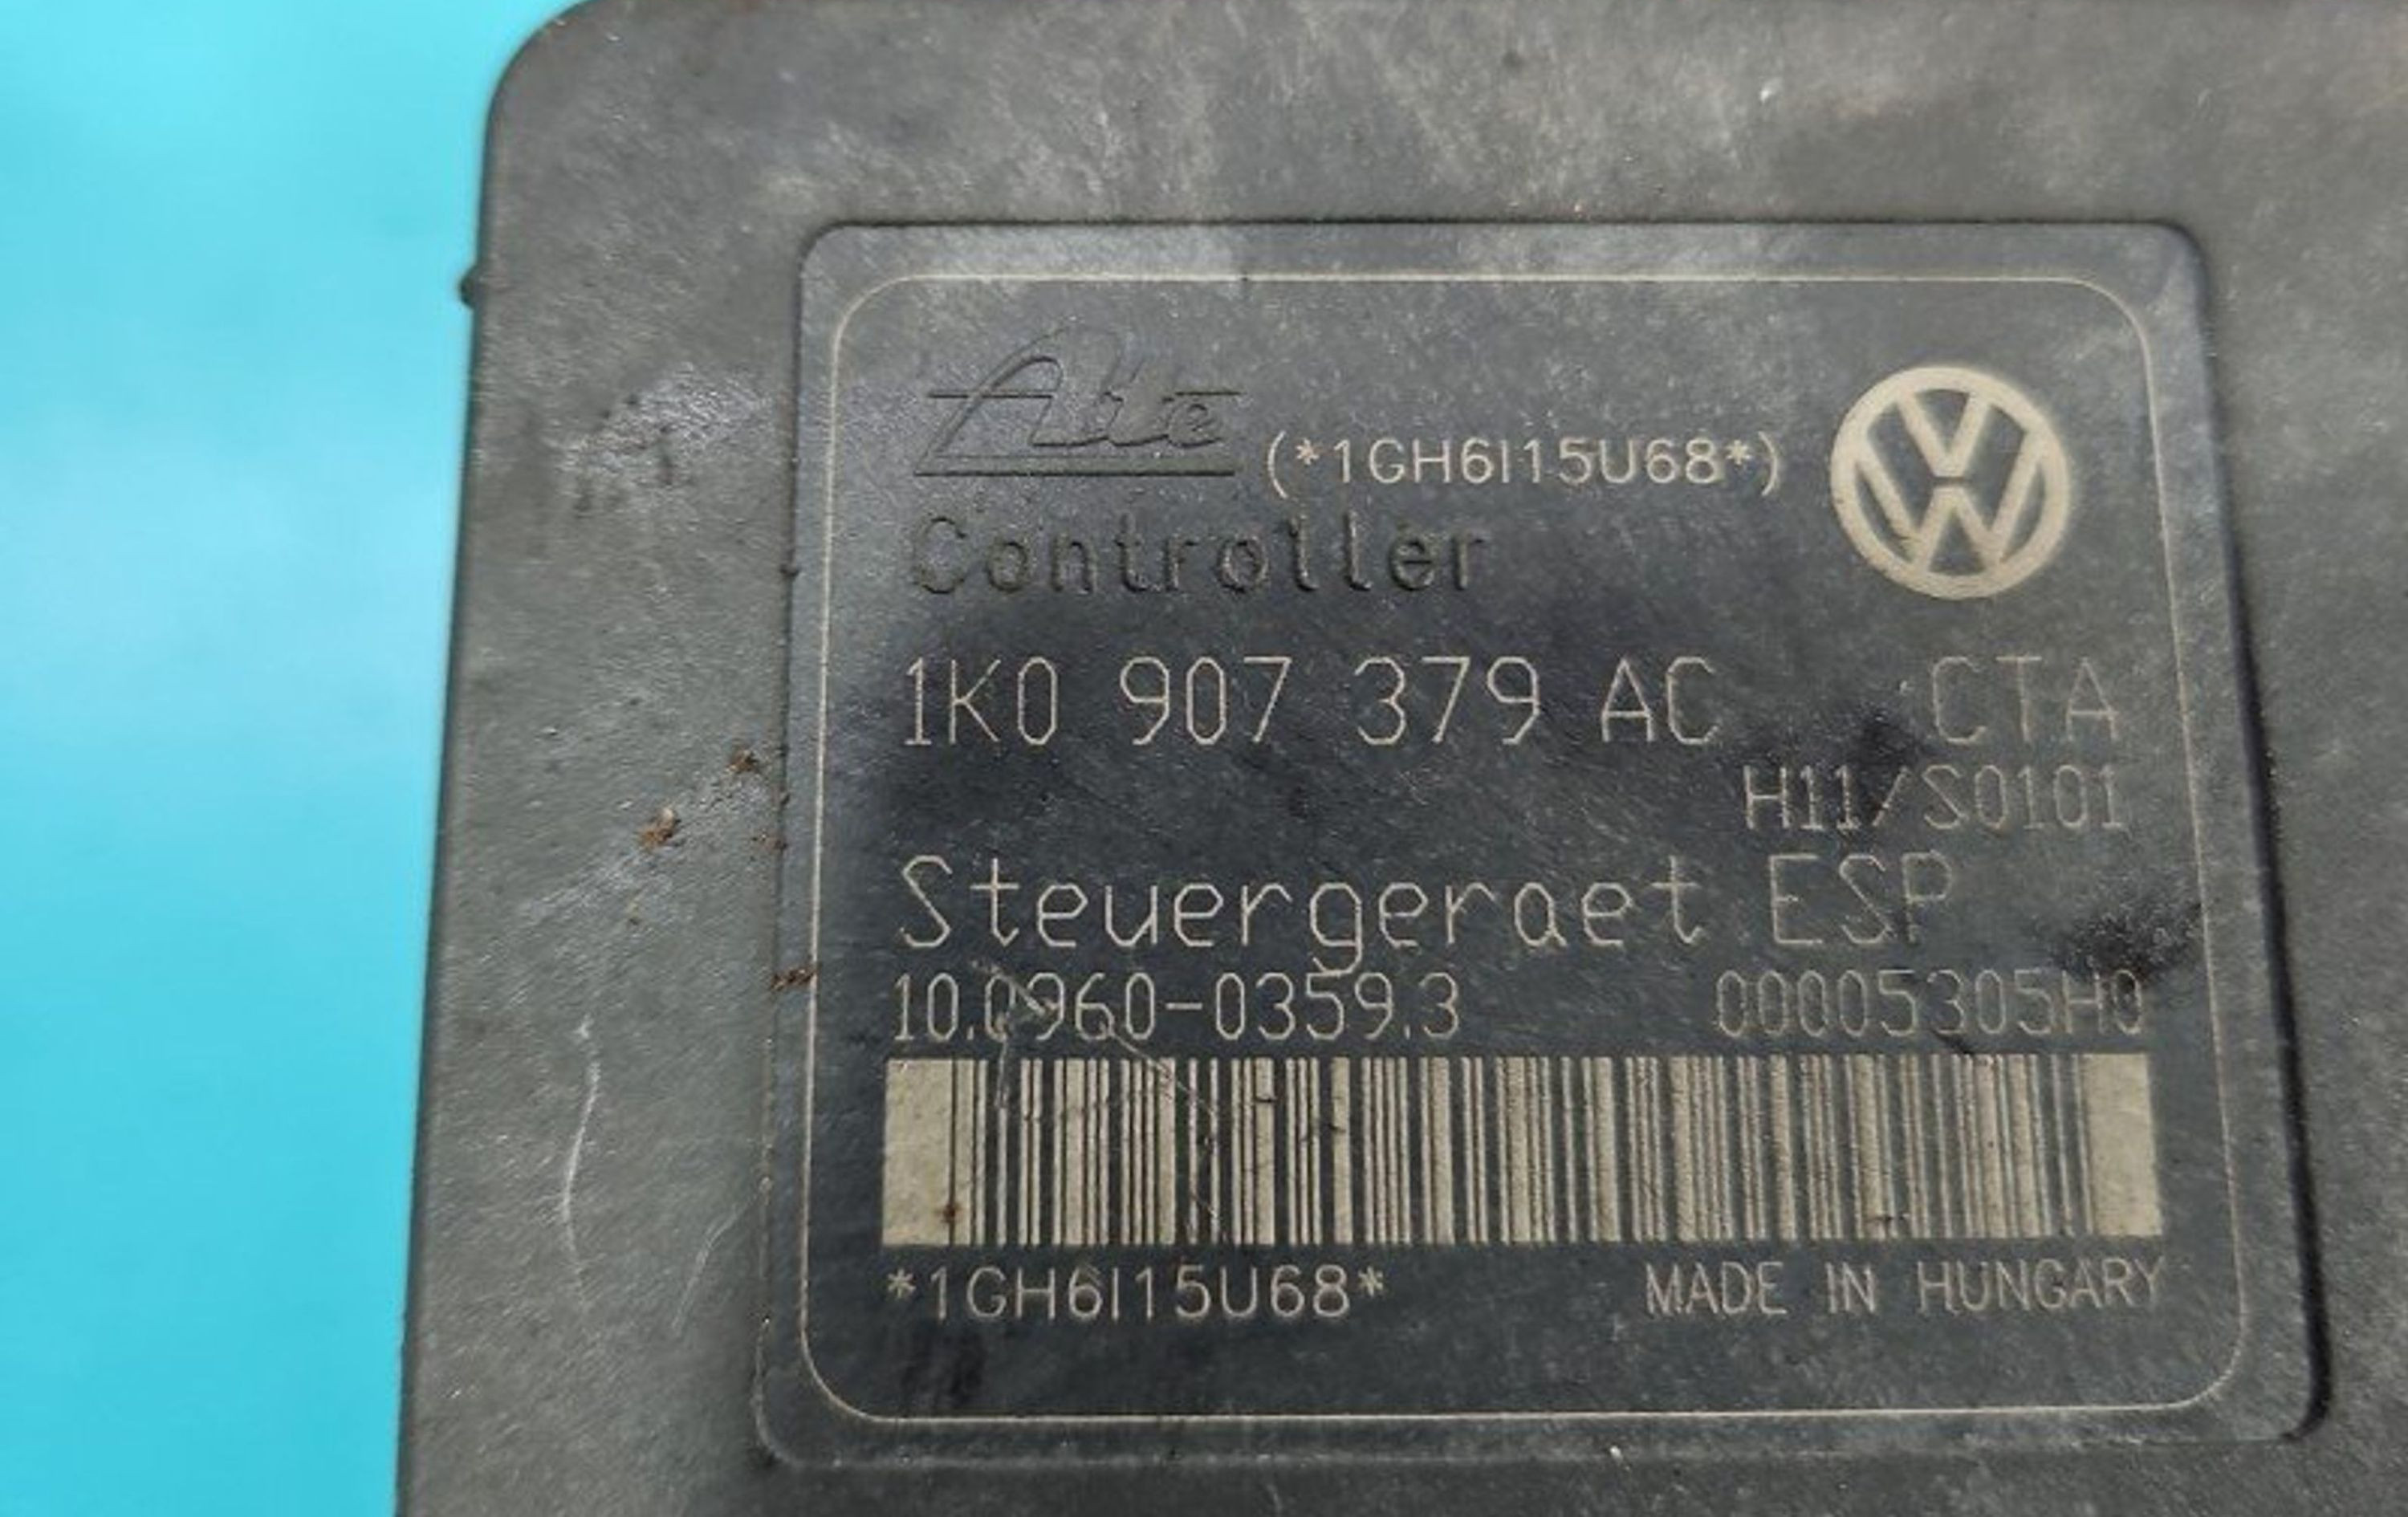 Ate (*1GH6I15U68*)
Controller
1K0 907 379 AC CTA
H11/S0101
Steuergeraet ESP
10.0960-0359.3 00005305H0
*1GH6I15U68* MADE IN HUNGARY